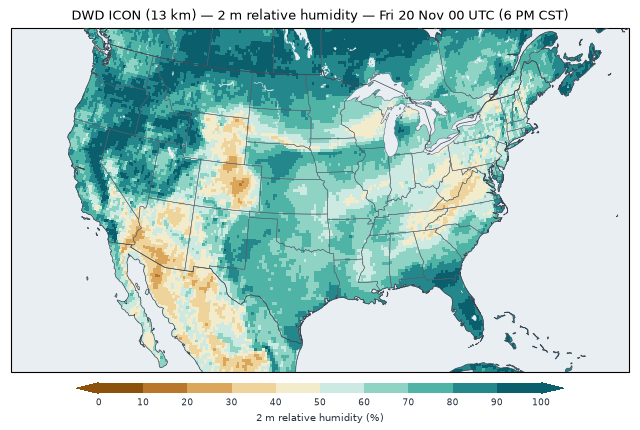 DWD ICON (13 km) — 2 m relative humidity — Fri 20 Nov 00 UTC (6 PM CST)
0 10 20 30 40 50 60 70 80 90 100
2 m relative humidity (%)